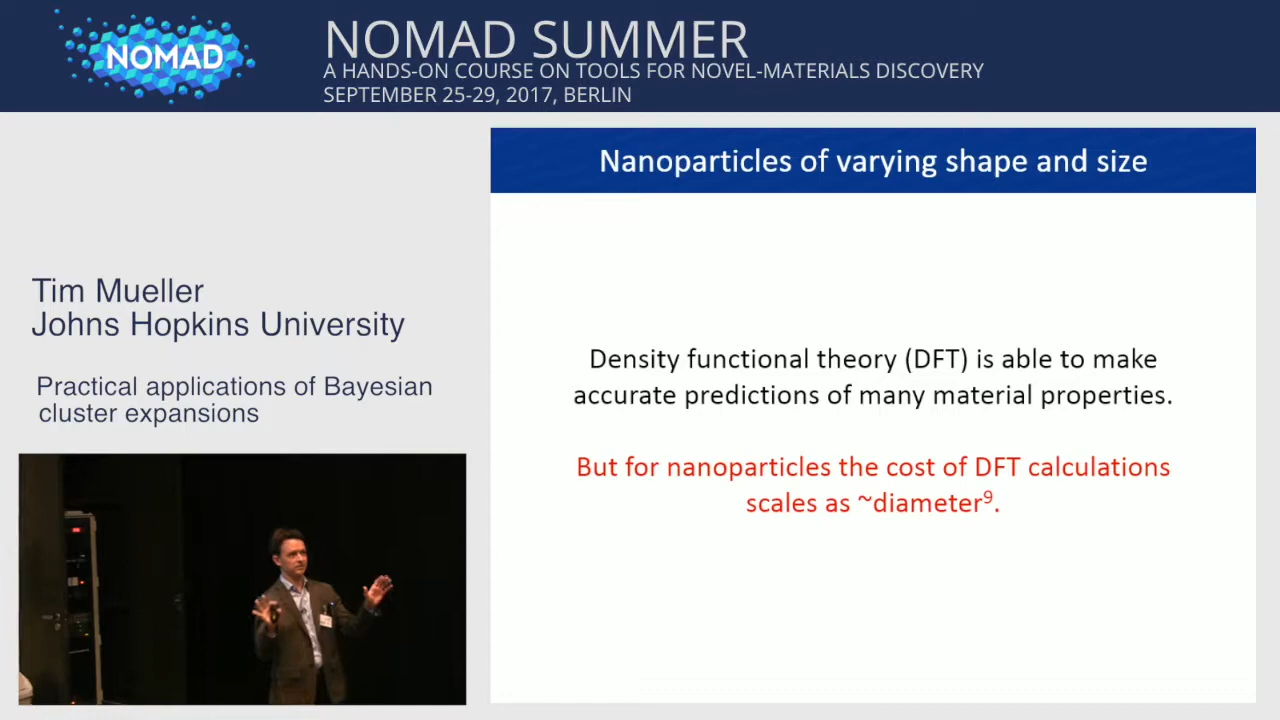 NOMAD
NOMAD SUMMER
A HANDS-ON COURSE ON TOOLS FOR NOVEL-MATERIALS DISCOVERY
SEPTEMBER 25-29, 2017, BERLIN
Tim Mueller
Johns Hopkins University
Practical applications of Bayesian
cluster expansions
Nanoparticles of varying shape and size
Density functional theory (DFT) is able to make
accurate predictions of many material properties.
But for nanoparticles the cost of DFT calculations
scales as ~diameter⁹.